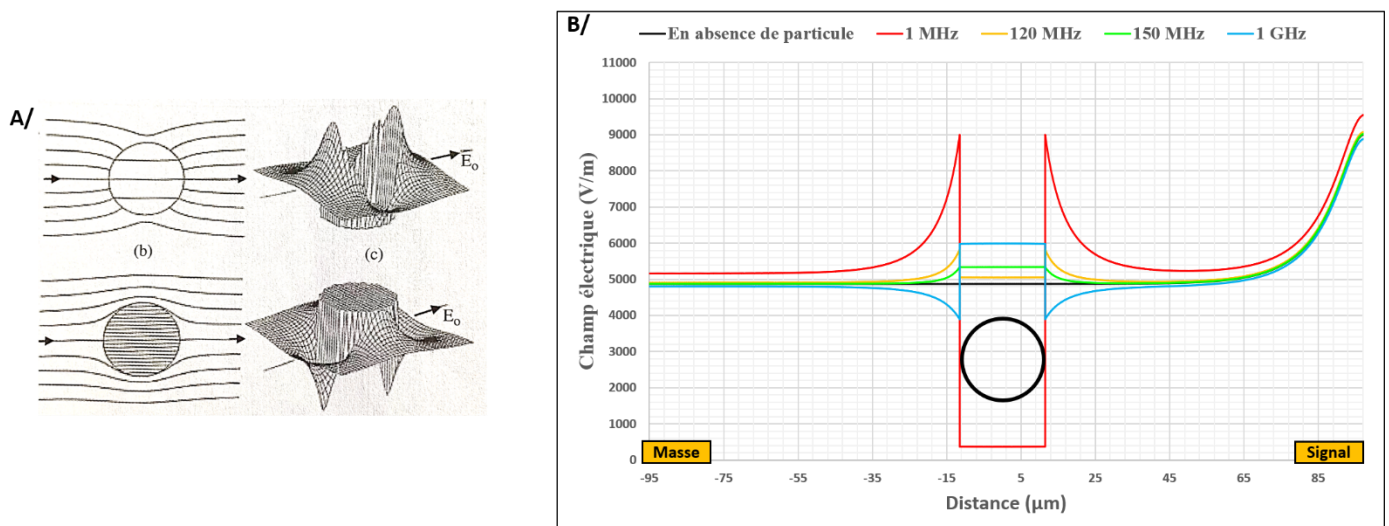 A/
(b)
(c)
E₀
E₀
B/
En absence de particule
1 MHz
120 MHz
150 MHz
1 GHz
Champ électrique (V/m)
11000
10000
9000
8000
7000
6000
5000
4000
3000
2000
1000
0
Masse
Signal
-95
-75
-55
-35
-15
5
25
45
65
85
Distance (µm)